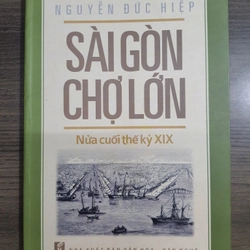 NGUYỄN ĐỨC HIỆP
SÀI GÒN
CHỢ LỚN
Nửa cuối thế kỷ XIX